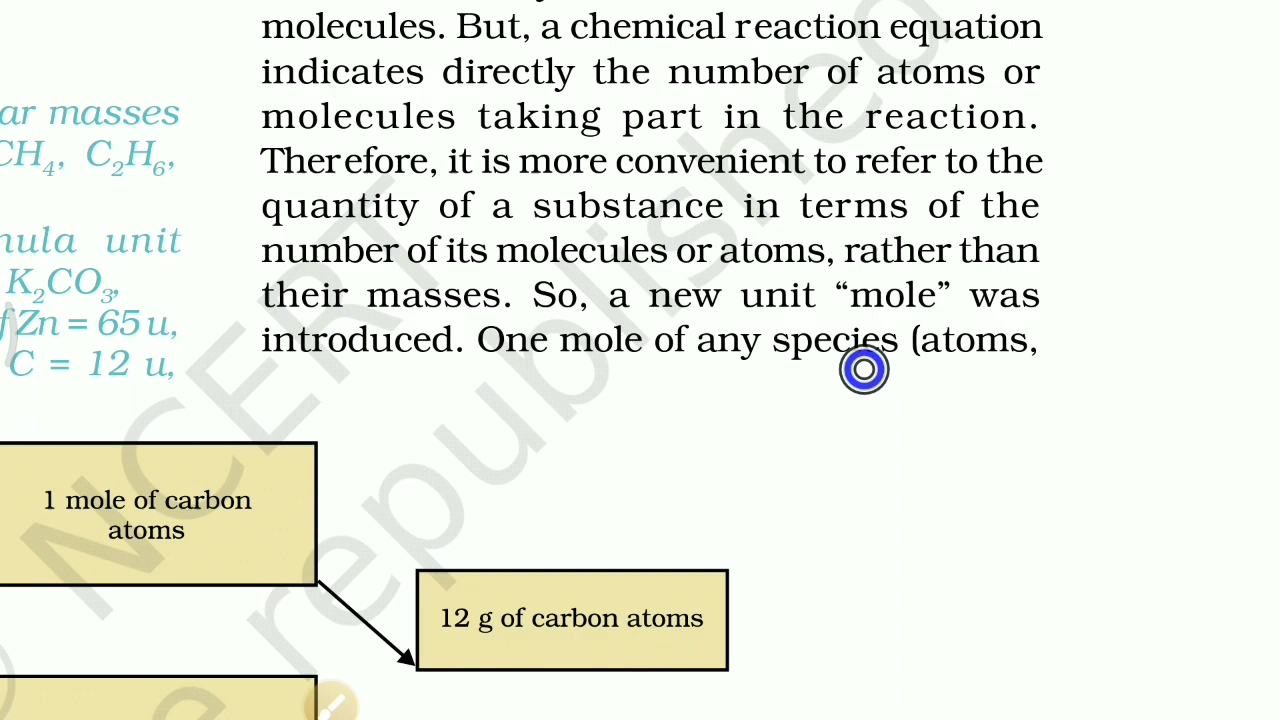 molecules. But, a chemical reaction equation
indicates directly the number of atoms or
molecules taking part in the reaction.
Therefore, it is more convenient to refer to the
quantity of a substance in terms of the
number of its molecules or atoms, rather than
their masses. So, a new unit “mole” was
introduced. One mole of any species (atoms,
ar masses
CH₄, C₂H₆,
nula unit
K₂CO₃,
f Zn = 65 u,
C = 12 u,
1 mole of carbon
atoms
12 g of carbon atoms
NCERT
republished